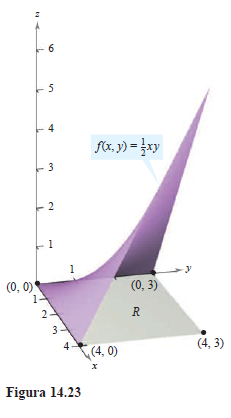 z
6
5
4
f(x, y) = ½xy
3
2
1
1
y
(0, 0)
(0, 3)
1
2
R
3
4
(4, 0)
(4, 3)
x
Figura 14.23